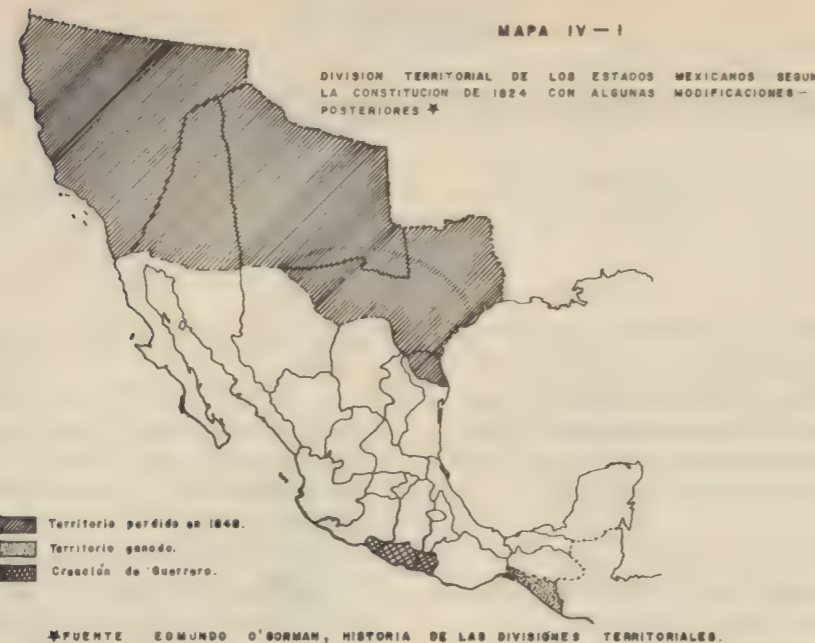 MAPA IV — I
DIVISION TERRITORIAL DE LOS ESTADOS MEXICANOS SEGUN
LA CONSTITUCION DE 1824 CON ALGUNAS MODIFICACIONES —
POSTERIORES ★
Territorio perdido en 1848.
Territorio ganado.
Creación de Guerrero.
★FUENTE EDMUNDO O'GORMAN, HISTORIA DE LAS DIVISIONES TERRITORIALES.